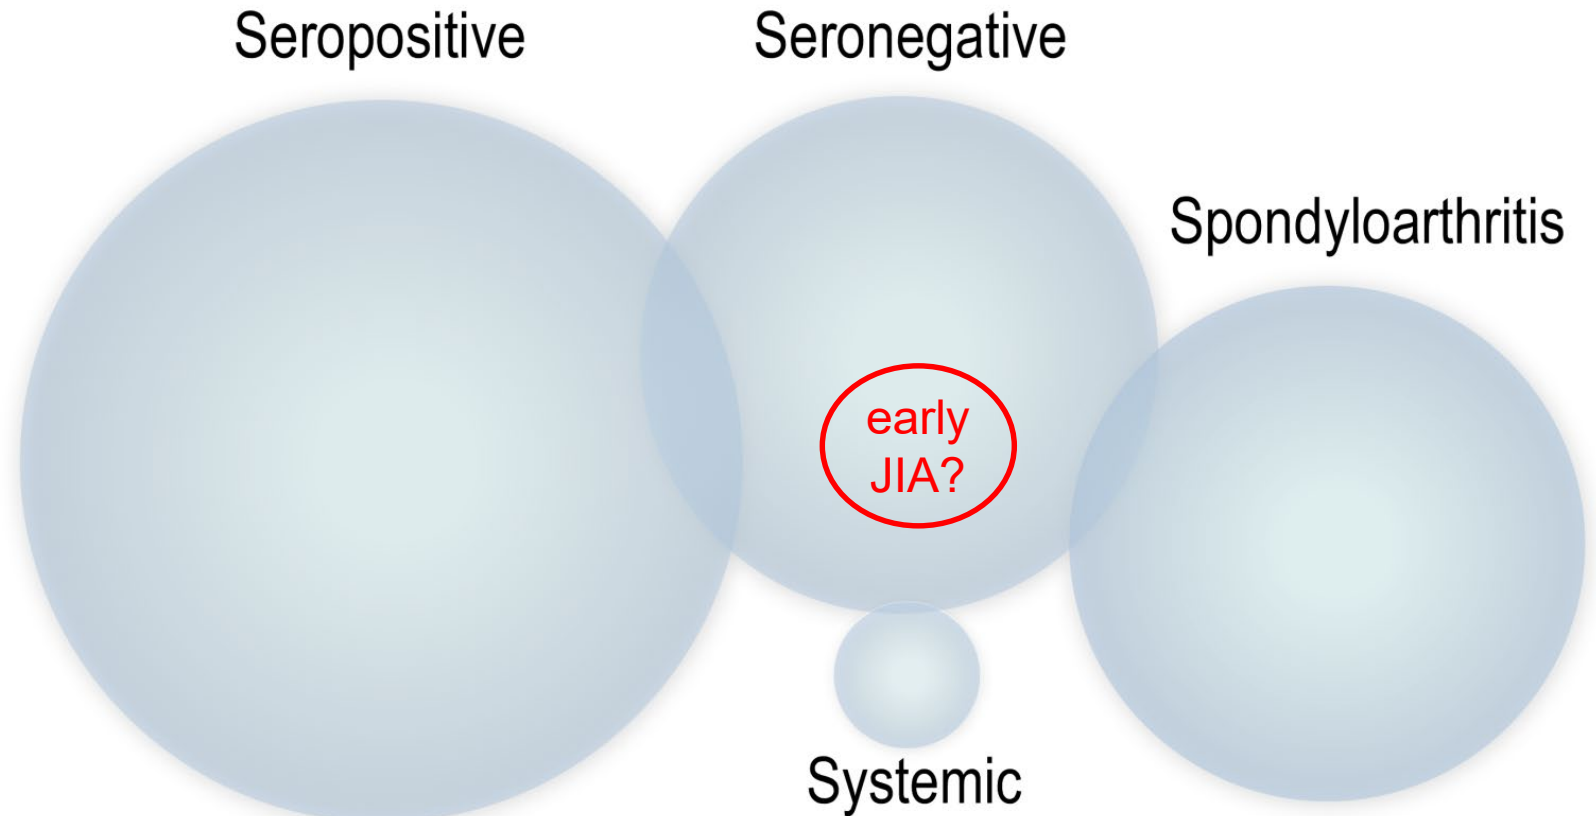 Seropositive
Seronegative
Spondyloarthritis
early
JIA?
Systemic